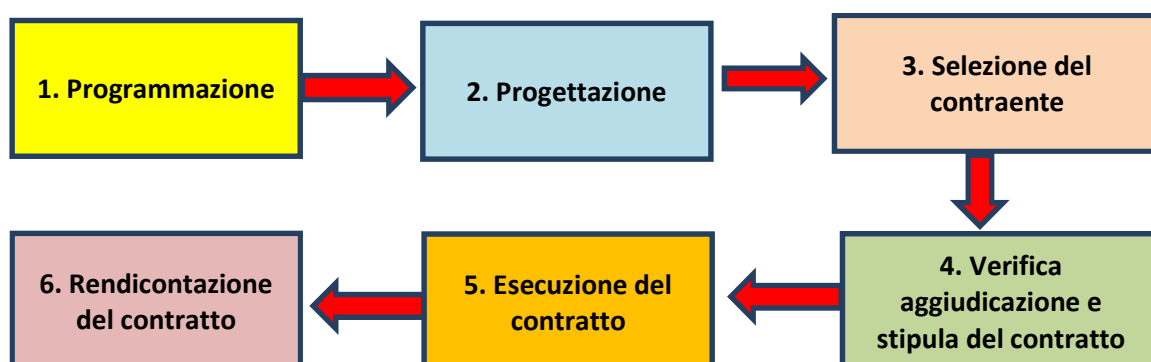 1. Programmazione
2. Progettazione
3. Selezione del
contraente
4. Verifica
aggiudicazione e
stipula del contratto
5. Esecuzione del
contratto
6. Rendicontazione
del contratto